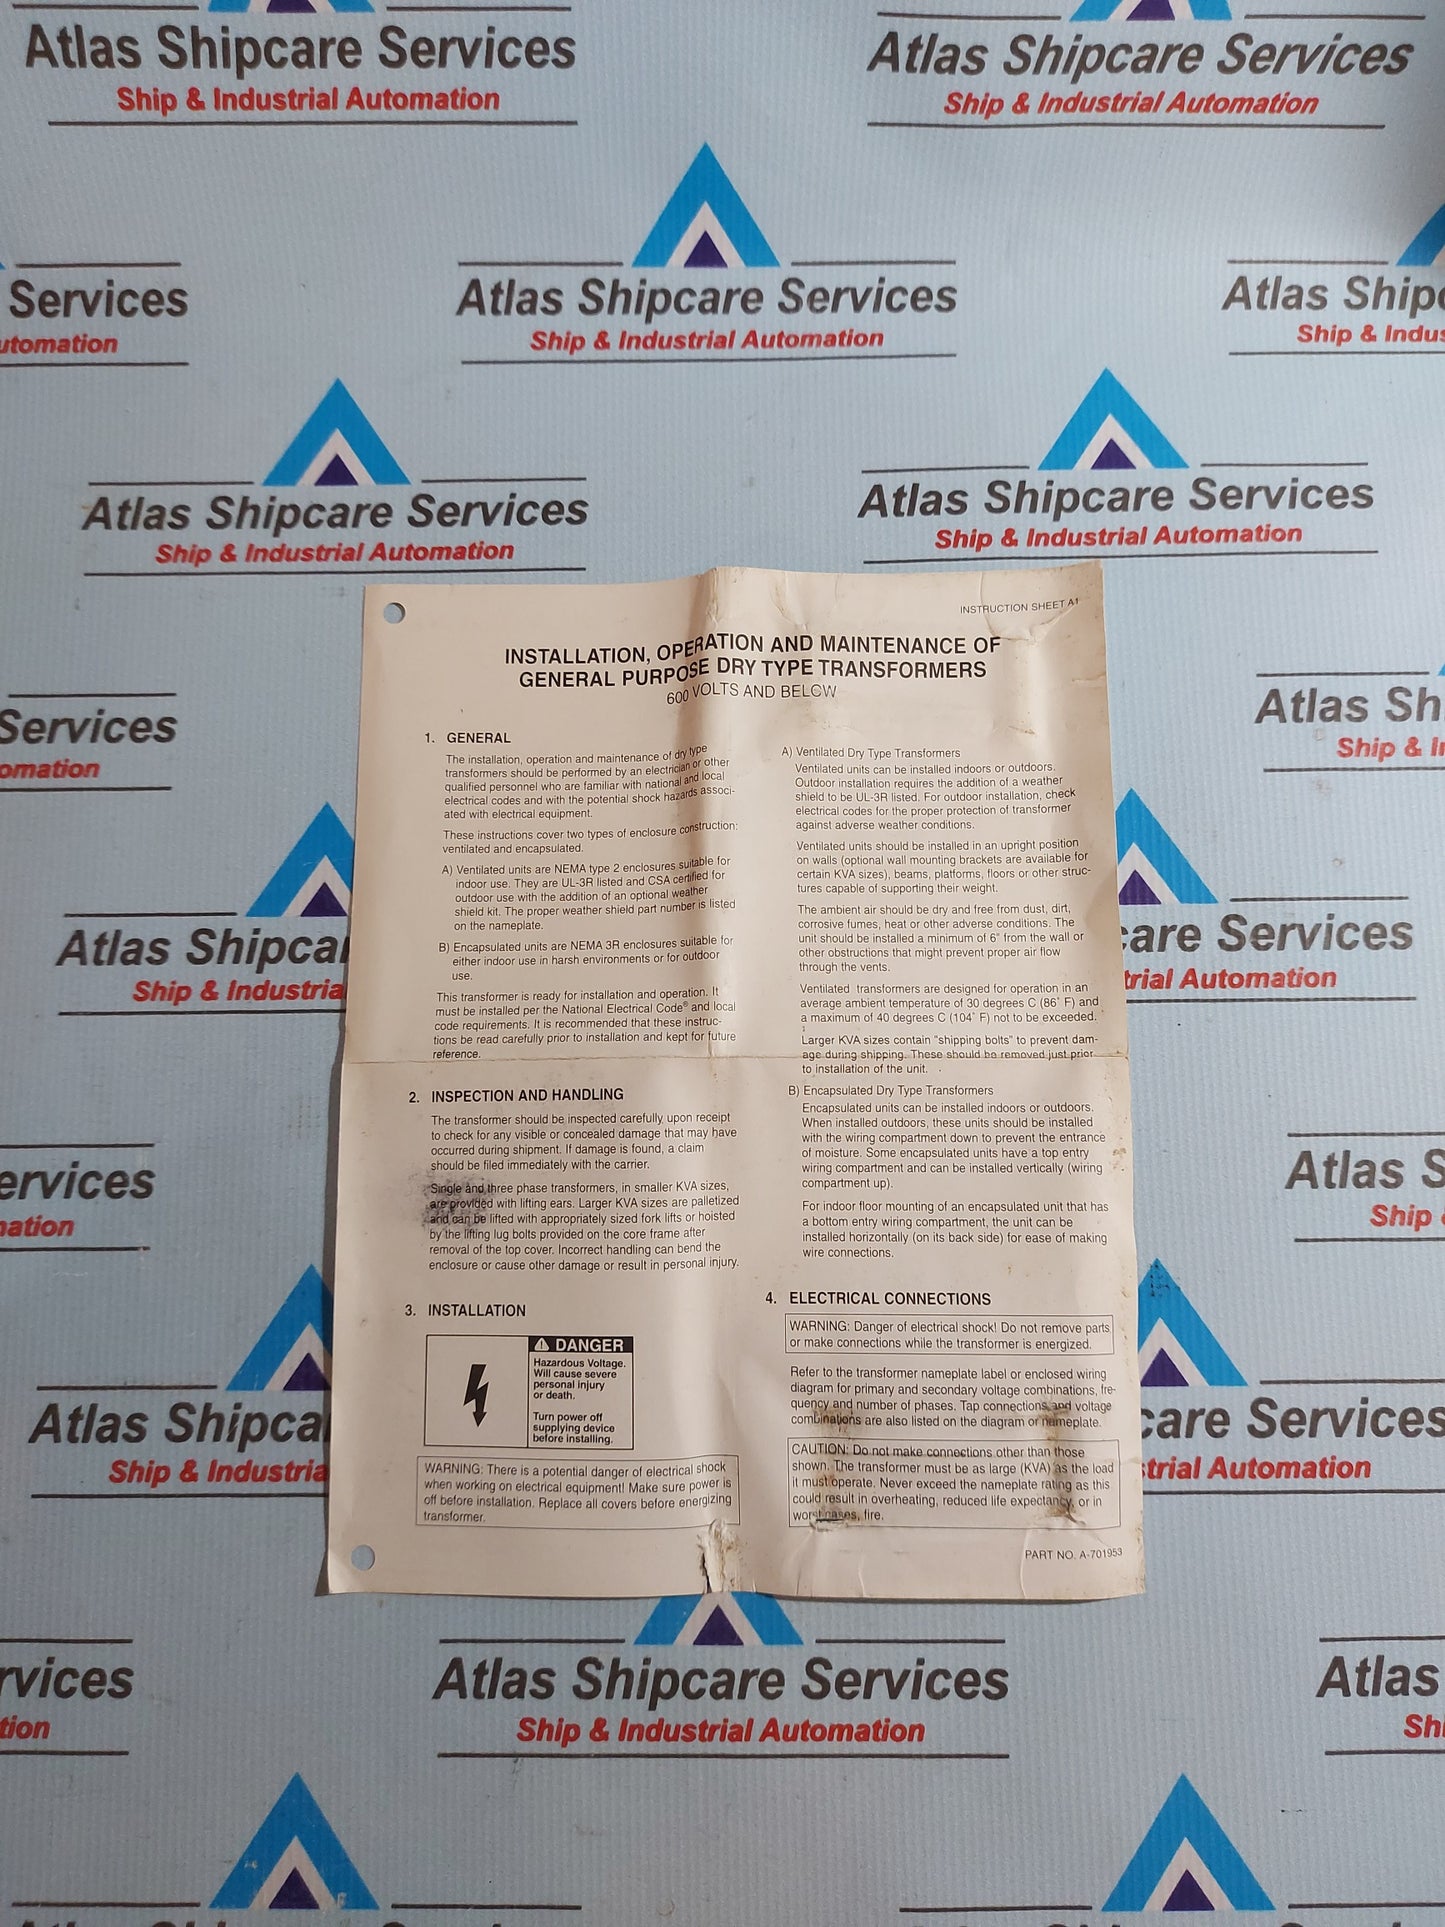 Atlas Shipcare Services
Ship & Industrial Automation
Atlas Shipcare Services
Ship & Industrial Automation
Services
utomation
Atlas Shipcare Services
Ship & Industrial Automation
Atlas Shipc
Ship & Indus
Atlas Shipcare Services
Ship & Industrial Automation
Atlas Shipcare Services
Ship & Industrial Automation
INSTRUCTION SHEET A1
INSTALLATION, OPERATION AND MAINTENANCE OF
GENERAL PURPOSE DRY TYPE TRANSFORMERS
600 VOLTS AND BELOW
1. GENERAL
The installation, operation and maintenance of dry type
transformers should be performed by an electrician or other
qualified personnel who are familiar with national and local
electrical codes and with the potential shock hazards associ-
ated with electrical equipment.
These instructions cover two types of enclosure construction:
ventilated and encapsulated.
A) Ventilated units are NEMA type 2 enclosures suitable for
indoor use. They are UL-3R listed and CSA certified for
outdoor use with the addition of an optional weather
shield kit. The proper weather shield part number is listed
on the nameplate.
B) Encapsulated units are NEMA 3R enclosures suitable for
either indoor use in harsh environments or for outdoor
use.
This transformer is ready for installation and operation. It
must be installed per the National Electrical Code® and local
code requirements. It is recommended that these instruc-
tions be read carefully prior to installation and kept for future
reference.
2. INSPECTION AND HANDLING
The transformer should be inspected carefully upon receipt
to check for any visible or concealed damage that may have
occurred during shipment. If damage is found, a claim
should be filed immediately with the carrier.
Single and three phase transformers, in smaller KVA sizes,
are provided with lifting ears. Larger KVA sizes are palletized
and can be lifted with appropriately sized fork lifts or hoisted
by the lifting lug bolts provided on the core frame after
removal of the top cover. Incorrect handling can bend the
enclosure or cause other damage or result in personal injury.
3. INSTALLATION
DANGER
Hazardous Voltage.
Will cause severe
personal injury
or death.
Turn power off
supplying device
before installing.
WARNING: There is a potential danger of electrical shock
when working on electrical equipment! Make sure power is
off before installation. Replace all covers before energizing
transformer.
A) Ventilated Dry Type Transformers
Ventilated units can be installed indoors or outdoors.
Outdoor installation requires the addition of a weather
shield to be UL-3R listed. For outdoor installation, check
electrical codes for the proper protection of transformer
against adverse weather conditions.
Ventilated units should be installed in an upright position
on walls (optional wall mounting brackets are available for
certain KVA sizes), beams, platforms, floors or other struc-
tures capable of supporting their weight.
The ambient air should be dry and free from dust, dirt,
corrosive fumes, heat or other adverse conditions. The
unit should be installed a minimum of 6" from the wall or
other obstructions that might prevent proper air flow
through the vents.
Ventilated transformers are designed for operation in an
average ambient temperature of 30 degrees C (86° F) and
a maximum of 40 degrees C (104° F) not to be exceeded.
Larger KVA sizes contain "shipping bolts" to prevent dam-
age during shipping. These should be removed just prior
to installation of the unit.
B) Encapsulated Dry Type Transformers
Encapsulated units can be installed indoors or outdoors.
When installed outdoors, these units should be installed
with the wiring compartment down to prevent the entrance
of moisture. Some encapsulated units have a top entry
wiring compartment and can be installed vertically (wiring
compartment up).
For indoor floor mounting of an encapsulated unit that has
a bottom entry wiring compartment, the unit can be
installed horizontally (on its back side) for ease of making
wire connections.
4. ELECTRICAL CONNECTIONS
WARNING: Danger of electrical shock! Do not remove parts
or make connections while the transformer is energized.
Refer to the transformer nameplate label or enclosed wiring
diagram for primary and secondary voltage combinations, fre-
quency and number of phases. Tap connections and voltage
combinations are also listed on the diagram or nameplate.
CAUTION: Do not make connections other than those
shown. The transformer must be as large (KVA) as the load
it must operate. Never exceed the nameplate rating as this
could result in overheating, reduced life expectancy, or in
worst cases, fire.
PART NO. A-701953
Services
omation
Atlas Sh
Ship & I
Atlas Shipca
Ship & Industria
care Services
trial Automation
ervices
nation
Atlas S
Ship
Atlas Shipca
Ship & Industria
care Services
strial Automation
rvices
tion
Atlas Shipcare Services
Ship & Industrial Automation
Atlas
Sh